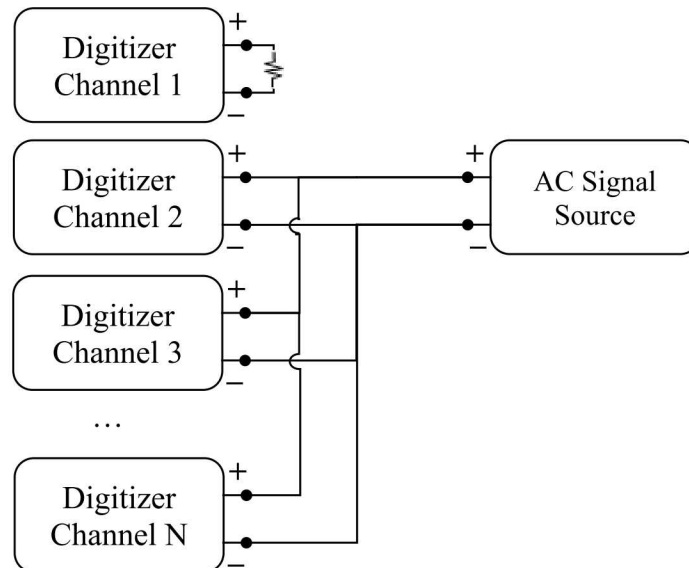 +
Digitizer
Channel 1
−
+
Digitizer
Channel 2
−
+
AC Signal
Source
−
+
Digitizer
Channel 3
−
...
+
Digitizer
Channel N
−